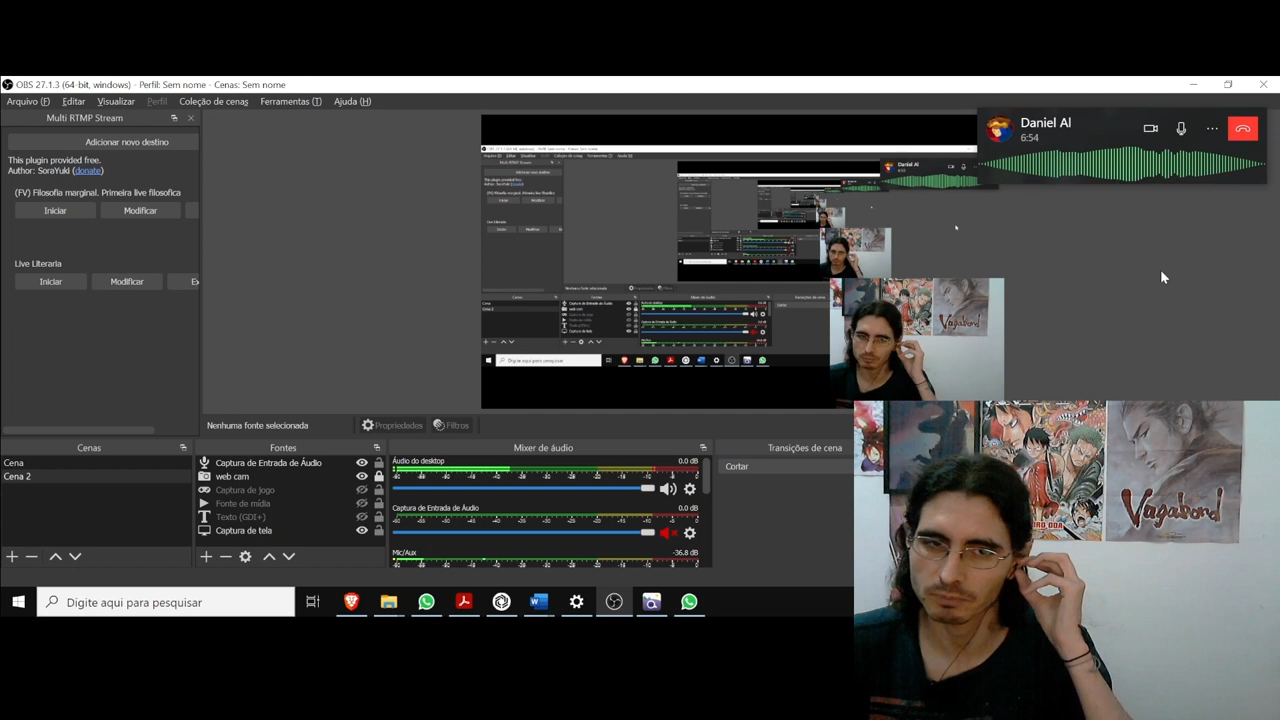 OBS 27.1.3 (64-bit, windows) - Perfil: Sem nome - Cenas: Sem nome
Arquivo (F) Editar Visualizar Perfil Coleção de cenas Ferramentas (T) Ajuda (H)
Multi RTMP Stream
Adicionar novo destino
This plugin provided free.
Author: SoraYuki (donate)
(FV) Filosofia marginal. Primeira live filosofica
Iniciar Modificar
Live Literaria
Iniciar Modificar
Daniel Al
6:54
Daniel Al
Vagabond
Nenhuma fonte selecionada Propriedades Filtros
Cenas Fontes Mixer de áudio Transições de cena
Cena
Cena 2
Captura de Entrada de Áudio
web cam
Captura de jogo
Fonte de mídia
Texto (GDI+)
Captura de tela
Áudio do desktop 0.0 dB
Captura de Entrada de Áudio 0.0 dB
Mic/Aux -36.8 dB
Cortar
Vagabond
Digite aqui para pesquisar